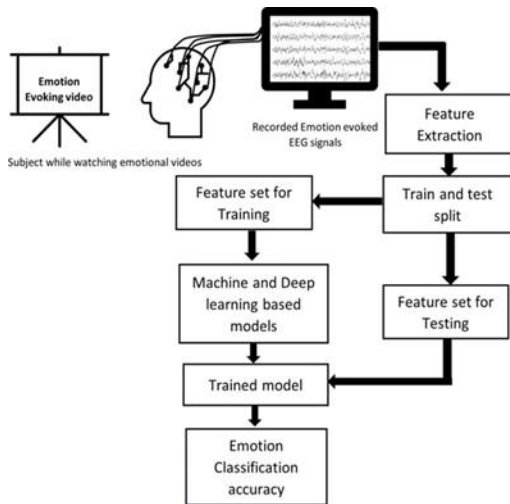 Emotion
Evoking video
Subject while watching emotional videos
Recorded Emotion evoked
EEG signals
Feature
Extraction
Train and test
split
Feature set for
Training
Machine and Deep
learning based
models
Feature set for
Testing
Trained model
Emotion
Classification
accuracy